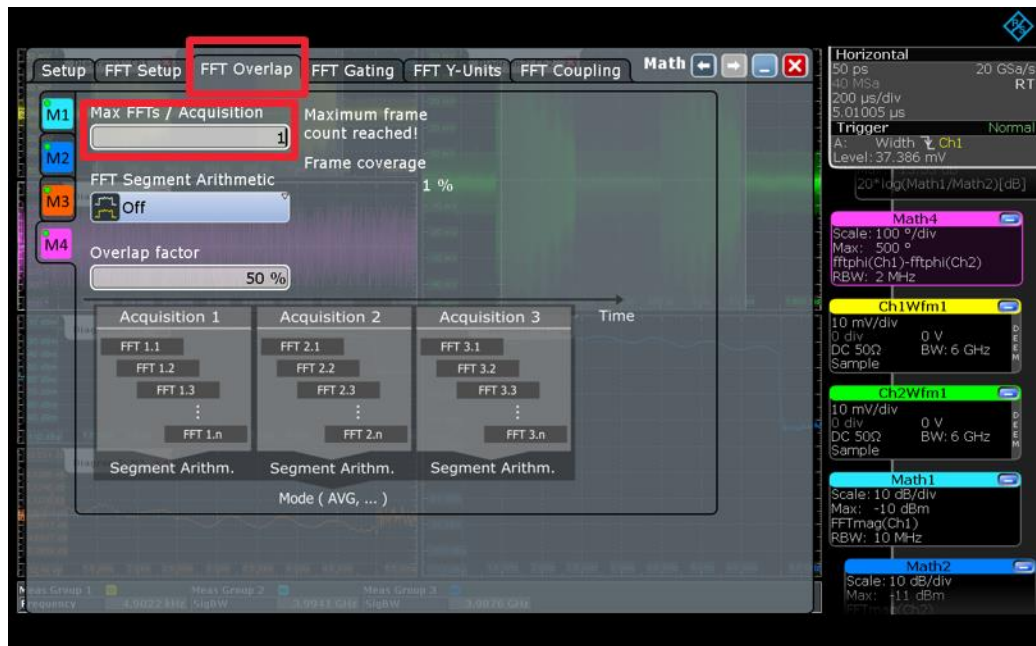 Setup
FFT Setup
FFT Overlap
FFT Gating
FFT Y-Units
FFT Coupling
Math
M1
M2
M3
M4
Max FFTs / Acquisition
1
Maximum frame
count reached!
Frame coverage
1 %
FFT Segment Arithmetic
Off
Overlap factor
50 %
Time
Acquisition 1
FFT 1.1
FFT 1.2
FFT 1.3
FFT 1.n
Segment Arithm.
Acquisition 2
FFT 2.1
FFT 2.2
FFT 2.3
FFT 2.n
Segment Arithm.
Acquisition 3
FFT 3.1
FFT 3.2
FFT 3.3
FFT 3.n
Segment Arithm.
Mode ( AVG, ... )
Meas Group 1
Meas Group 2
Meas Group 3
Frequency
SigBW
SigBW
Horizontal
50 ps 20 GSa/s
40 MSa RT
200 µs/div
5.01005 µs
Trigger Normal
A: Width Ch1
Level: 37.386 mV
20*log(Math1/Math2)[dB]
Math4
Scale: 100 °/div
Max: 500 °
fftphi(Ch1)-fftphi(Ch2)
RBW: 2 MHz
Ch1Wfm1
10 mV/div
0 div 0 V
DC 50Ω BW: 6 GHz
Sample
DEEM
Ch2Wfm1
10 mV/div
0 div 0 V
DC 50Ω BW: 6 GHz
Sample
DEEM
Math1
Scale: 10 dB/div
Max: -10 dBm
FFTmag(Ch1)
RBW: 10 MHz
Math2
Scale: 10 dB/div
Max: -11 dBm
FFTmag(Ch2)